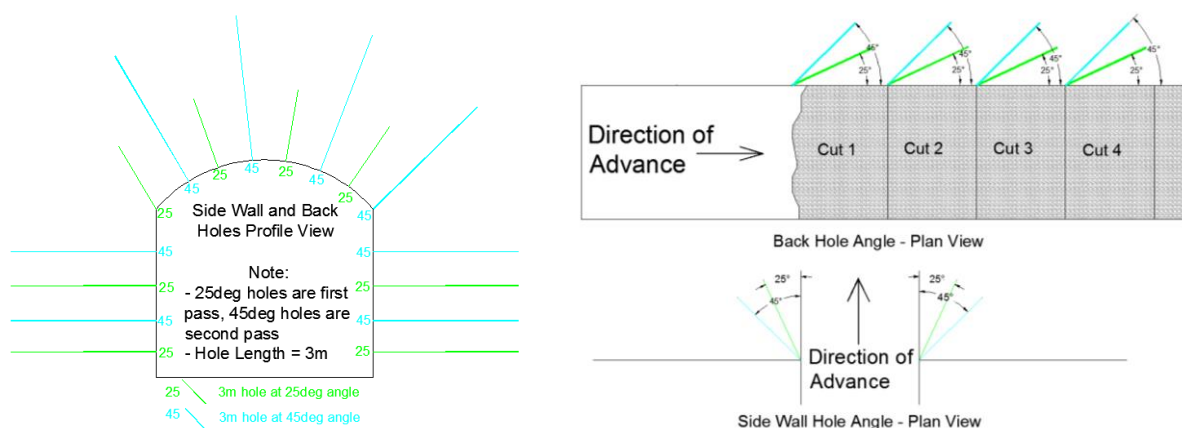 45
25
45
25
45
25
45
25
45
Side Wall and Back
Holes Profile View
45
45
25
25
Note:
- 25deg holes are first
pass, 45deg holes are
second pass
- Hole Length = 3m
45
45
25
25
25
3m hole at 25deg angle
45
3m hole at 45deg angle
45°
25°
45°
25°
45°
25°
45°
25°
Direction of
Advance
Cut 1
Cut 2
Cut 3
Cut 4
Back Hole Angle - Plan View
25°
25°
45°
45°
Direction of
Advance
Side Wall Hole Angle - Plan View